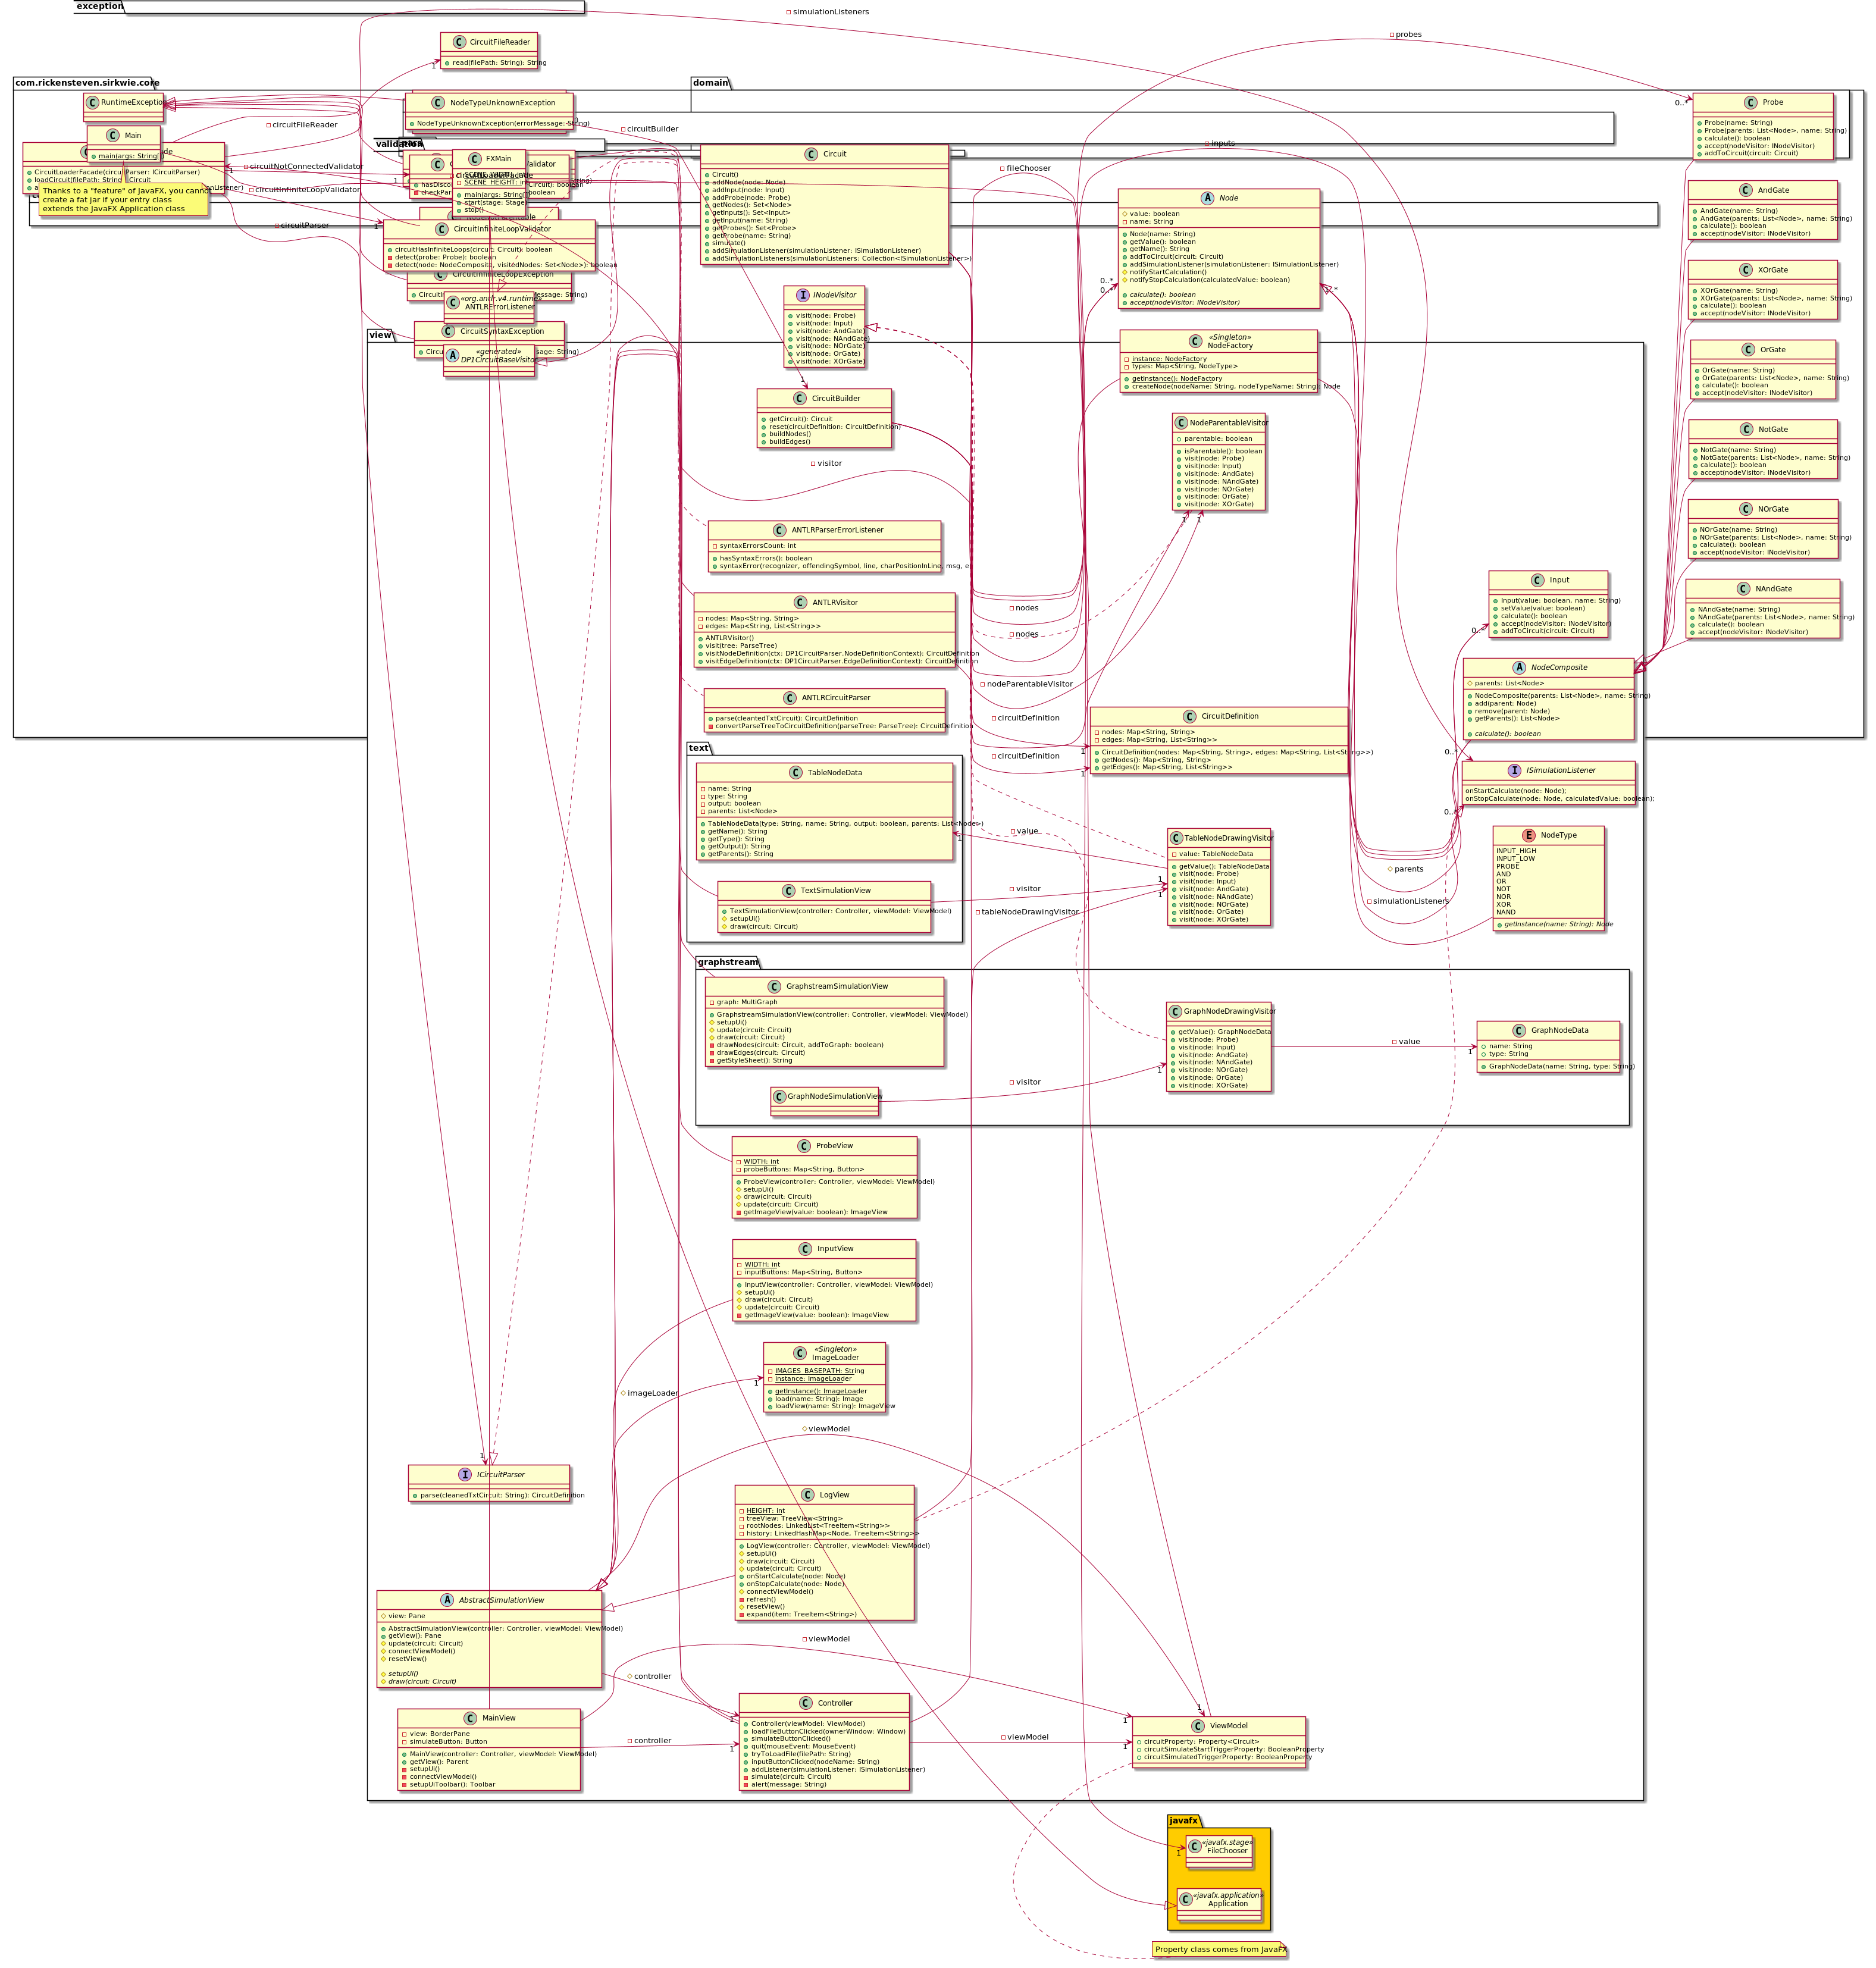 exception
simulationListeners
CircuitFileReader
read(filePath: String): String
1
probes
com.rickensteven.sirkwie.core
domain
RuntimeException
NodeTypeUnknownException
NodeTypeUnknownException(errorMessage: String)
circuitFileReader
circuitBuilder
0..*
Probe
Probe(name: String)
Probe(parents: List<Node>, name: String)
calculate(): boolean
accept(nodeVisitor: INodeVisitor)
addToCircuit(circuit: Circuit)
Main
main(args: String[])
CircuitLoaderFacade(circuitParser: ICircuitParser)
Thanks to a "feature" of JavaFX, you cannot
create a fat jar if your entry class
extends the JavaFX Application class
circuitNotConnectedValidator
circuitInfiniteLoopValidator
circuitParser
validation
FXMain
SCENE_WIDTH: int
SCENE_HEIGHT: int
main(args: String[])
start(stage: Stage)
stop()
CircuitInfiniteLoopValidator
circuitHasInfiniteLoops(circuit: Circuit): boolean
detect(probe: Probe): boolean
detect(node: NodeComposite, visitedNodes: Set<Node>): boolean
CircuitInfiniteLoopException
«org.antlr.v4.runtime»
ANTLRErrorListener
CircuitSyntaxException
«generated»
DP1CircuitBaseVisitor
view
Circuit
Circuit()
addNode(node: Node)
addInput(node: Input)
addProbe(node: Probe)
getNodes(): Set<Node>
getInputs(): Set<Input>
getInput(name: String)
getProbes(): Set<Probe>
getProbe(name: String)
simulate()
addSimulationListener(simulationListener: ISimulationListener)
addSimulationListeners(simulationListeners: Collection<ISimulationListener>)
inputs
fileChooser
Node
value: boolean
name: String
Node(name: String)
getValue(): boolean
getName(): String
addToCircuit(circuit: Circuit)
addSimulationListener(simulationListener: ISimulationListener)
notifyStartCalculation()
notifyStopCalculation(calculatedValue: boolean)
calculate(): boolean
accept(nodeVisitor: INodeVisitor)
0..*
0..*
AndGate
AndGate(name: String)
AndGate(parents: List<Node>, name: String)
calculate(): boolean
accept(nodeVisitor: INodeVisitor)
XOrGate
XOrGate(name: String)
XOrGate(parents: List<Node>, name: String)
calculate(): boolean
accept(nodeVisitor: INodeVisitor)
OrGate
OrGate(name: String)
OrGate(parents: List<Node>, name: String)
calculate(): boolean
accept(nodeVisitor: INodeVisitor)
NotGate
NotGate(name: String)
NotGate(parents: List<Node>, name: String)
calculate(): boolean
accept(nodeVisitor: INodeVisitor)
NOrGate
NOrGate(name: String)
NOrGate(parents: List<Node>, name: String)
calculate(): boolean
accept(nodeVisitor: INodeVisitor)
NAndGate
NAndGate(name: String)
NAndGate(parents: List<Node>, name: String)
calculate(): boolean
accept(nodeVisitor: INodeVisitor)
INodeVisitor
visit(node: Probe)
visit(node: Input)
visit(node: AndGate)
visit(node: NAndGate)
visit(node: NOrGate)
visit(node: OrGate)
visit(node: XOrGate)
«Singleton»
NodeFactory
instance: NodeFactory
types: Map<String, NodeType>
getInstance(): NodeFactory
createNode(nodeName: String, nodeTypeName: String): Node
1
CircuitBuilder
getCircuit(): Circuit
reset(circuitDefinition: CircuitDefinition)
buildNodes()
buildEdges()
visitor
NodeParentableVisitor
parentable: boolean
isParentable(): boolean
visit(node: Probe)
visit(node: Input)
visit(node: AndGate)
visit(node: NAndGate)
visit(node: NOrGate)
visit(node: OrGate)
visit(node: XOrGate)
1
1
ANTLRParserErrorListener
syntaxErrorsCount: int
hasSyntaxErrors(): boolean
syntaxError(recognizer, offendingSymbol, line, charPositionInLine, msg, e)
ANTLRVisitor
nodes: Map<String, String>
edges: Map<String, List<String>>
ANTLRVisitor()
visit(tree: ParseTree)
visitNodeDefinition(ctx: DP1CircuitParser.NodeDefinitionContext): CircuitDefinition
visitEdgeDefinition(ctx: DP1CircuitParser.EdgeDefinitionContext): CircuitDefinition
nodes
nodes
nodeParentableVisitor
circuitDefinition
circuitDefinition
Input
Input(value: boolean, name: String)
setValue(value: boolean)
calculate(): boolean
accept(nodeVisitor: INodeVisitor)
addToCircuit(circuit: Circuit)
0..*
NodeComposite
parents: List<Node>
NodeComposite(parents: List<Node>, name: String)
add(parent: Node)
remove(parent: Node)
getParents(): List<Node>
calculate(): boolean
ANTLRCircuitParser
parse(cleantedTxtCircuit): CircuitDefinition
convertParseTreeToCircuitDefinition(parseTree: ParseTree): CircuitDefinition
CircuitDefinition
nodes: Map<String, String>
edges: Map<String, List<String>>
CircuitDefinition(nodes: Map<String, String>, edges: Map<String, List<String>>)
getNodes(): Map<String, String>
getEdges(): Map<String, List<String>>
1
1
0..*
ISimulationListener
onStartCalculate(node: Node);
onStopCalculate(node: Node, calculatedValue: boolean);
0..*
text
TableNodeData
name: String
type: String
output: boolean
parents: List<Node>
TableNodeData(type: String, name: String, output: boolean, parents: List<Node>)
getName(): String
getType(): String
getOutput(): String
getParents(): String
1
value
TableNodeDrawingVisitor
value: TableNodeData
getValue(): TableNodeData
visit(node: Probe)
visit(node: Input)
visit(node: AndGate)
visit(node: NAndGate)
visit(node: NOrGate)
visit(node: OrGate)
visit(node: XOrGate)
1
1
NodeType
INPUT_HIGH
INPUT_LOW
PROBE
AND
OR
NOT
NOR
XOR
NAND
getInstance(name: String): Node
parents
simulationListeners
TextSimulationView
TextSimulationView(controller: Controller, viewModel: ViewModel)
setupUi()
draw(circuit: Circuit)
visitor
tableNodeDrawingVisitor
graphstream
GraphstreamSimulationView
graph: MultiGraph
GraphstreamSimulationView(controller: Controller, viewModel: ViewModel)
setupUi()
update(circuit: Circuit)
draw(circuit: Circuit)
drawNodes(circuit: Circuit, addToGraph: boolean)
drawEdges(circuit: Circuit)
getStyleSheet(): String
GraphNodeDrawingVisitor
getValue(): GraphNodeData
visit(node: Probe)
visit(node: Input)
visit(node: AndGate)
visit(node: NAndGate)
visit(node: NOrGate)
visit(node: OrGate)
visit(node: XOrGate)
1
value
1
GraphNodeData
name: String
type: String
GraphNodeData(name: String, type: String)
GraphNodeSimulationView
visitor
ProbeView
WIDTH: int
probeButtons: Map<String, Button>
ProbeView(controller: Controller, viewModel: ViewModel)
setupUi()
draw(circuit: Circuit)
update(circuit: Circuit)
getImageView(value: boolean): ImageView
InputView
WIDTH: int
inputButtons: Map<String, Button>
InputView(controller: Controller, viewModel: ViewModel)
setupUi()
draw(circuit: Circuit)
update(circuit: Circuit)
getImageView(value: boolean): ImageView
«Singleton»
ImageLoader
IMAGES_BASEPATH: String
instance: ImageLoader
getInstance(): ImageLoader
load(name: String): Image
loadView(name: String): ImageView
1
imageLoader
viewModel
1
ICircuitParser
parse(cleanedTxtCircuit: String): CircuitDefinition
LogView
HEIGHT: int
treeView: TreeView<String>
rootNodes: LinkedList<TreeItem<String>>
history: LinkedHashMap<Node, TreeItem<String>>
LogView(controller: Controller, viewModel: ViewModel)
setupUi()
draw(circuit: Circuit)
update(circuit: Circuit)
onStartCalculate(node: Node)
onStopCalculate(node: Node)
connectViewModel()
refresh()
resetView()
expand(item: TreeItem<String>)
AbstractSimulationView
view: Pane
AbstractSimulationView(controller: Controller, viewModel: ViewModel)
getView(): Pane
update(circuit: Circuit)
connectViewModel()
resetView()
setupUi()
draw(circuit: Circuit)
viewModel
controller
MainView
view: BorderPane
simulateButton: Button
MainView(controller: Controller, viewModel: ViewModel)
getView(): Parent
setupUi()
connectViewModel()
setupUiToolbar(): Toolbar
controller
1
1
Controller
Controller(viewModel: ViewModel)
loadFileButtonClicked(ownerWindow: Window)
simulateButtonClicked()
quit(mouseEvent: MouseEvent)
tryToLoadFile(filePath: String)
inputButtonClicked(nodeName: String)
addListener(simulationListener: ISimulationListener)
simulate(circuit: Circuit)
alert(message: String)
viewModel
1
1
1
ViewModel
circuitProperty: Property<Circuit>
circuitSimulateStartTriggerProperty: BooleanProperty
circuitSimulatedTriggerProperty: BooleanProperty
javafx
«javafx.stage»
FileChooser
1
«javafx.application»
Application
Property class comes from JavaFX